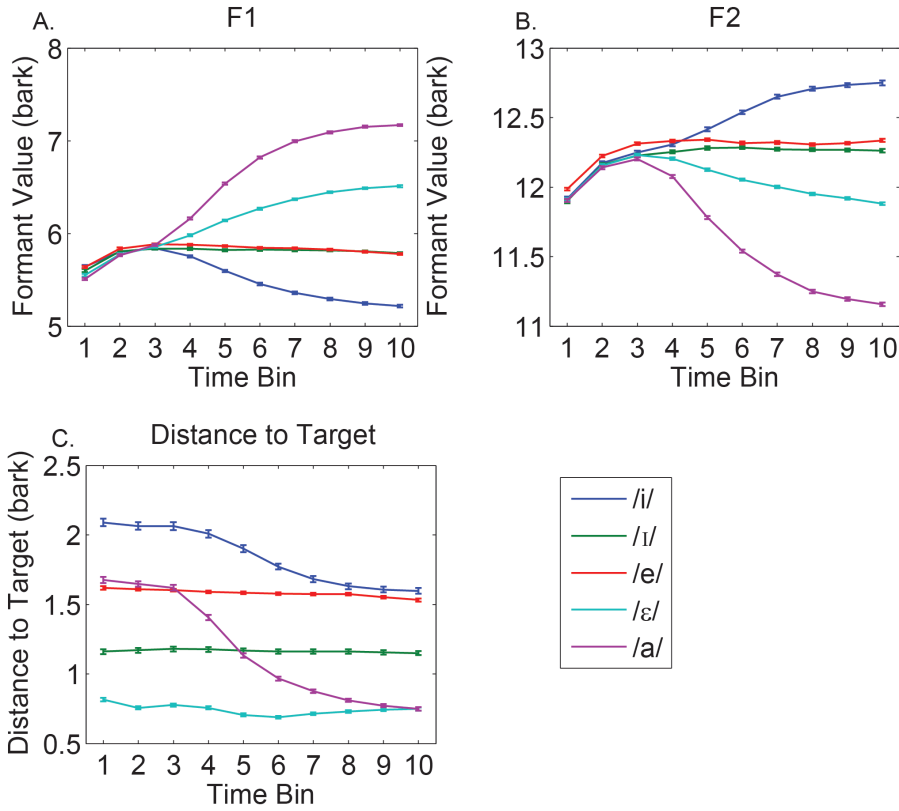 A.
F1
Formant Value (bark)
8
7
6
5
1 2 3 4 5 6 7 8 9 10
Time Bin
B.
F2
Formant Value (bark)
13
12.5
12
11.5
11
1 2 3 4 5 6 7 8 9 10
Time Bin
C.
Distance to Target
Distance to Target (bark)
2.5
2
1.5
1
0.5
1 2 3 4 5 6 7 8 9 10
Time Bin
/i/
/ɪ/
/e/
/ε/
/a/